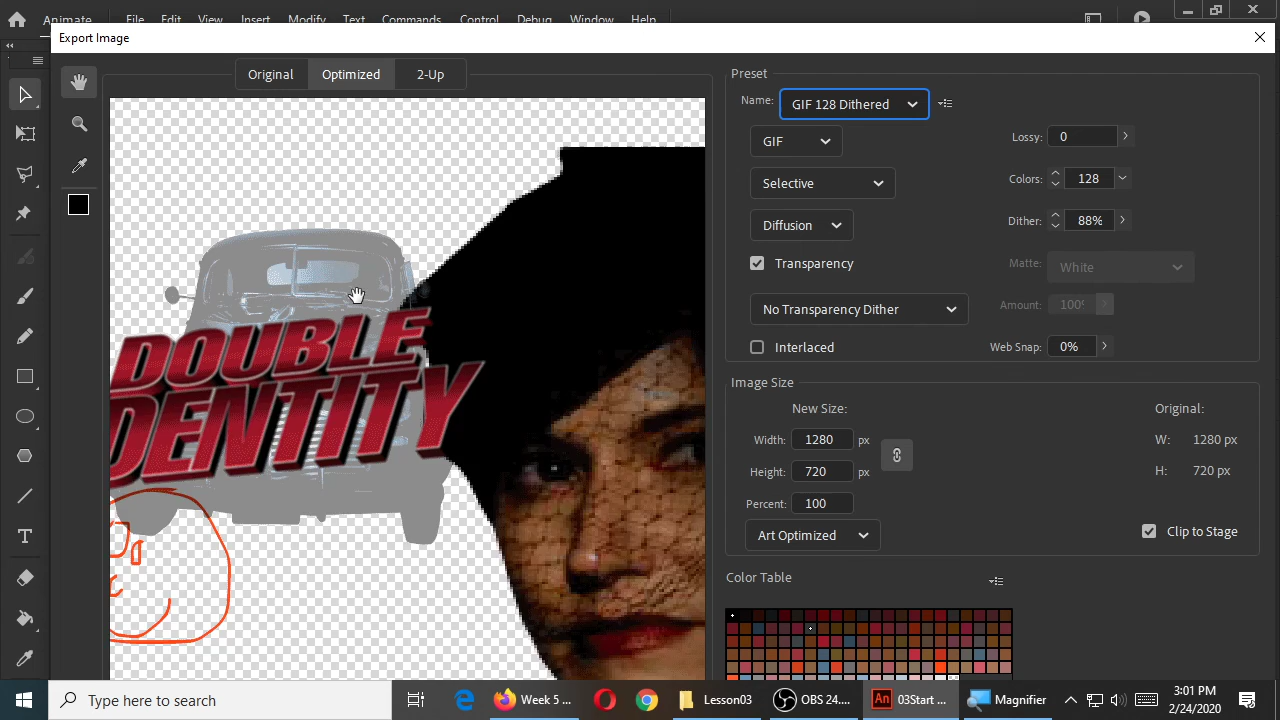 Animate File Edit View Insert Modify Text Commands Control Debug Window Help
Export Image
Original Optimized 2-Up
Preset
Name: GIF 128 Dithered
GIF Lossy: 0
Selective Colors: 128
Diffusion Dither: 88%
Transparency Matte: White
No Transparency Dither Amount: 100%
Interlaced Web Snap: 0%
DOUBLE
IDENTITY
Image Size
New Size: Original:
Width: 1280 px W: 1280 px
Height: 720 px H: 720 px
Percent: 100
Art Optimized Clip to Stage
Color Table
Type here to search Week 5 ... Lesson03 OBS 24.... An 03Start ... Magnifier 3:01 PM
2/24/2020